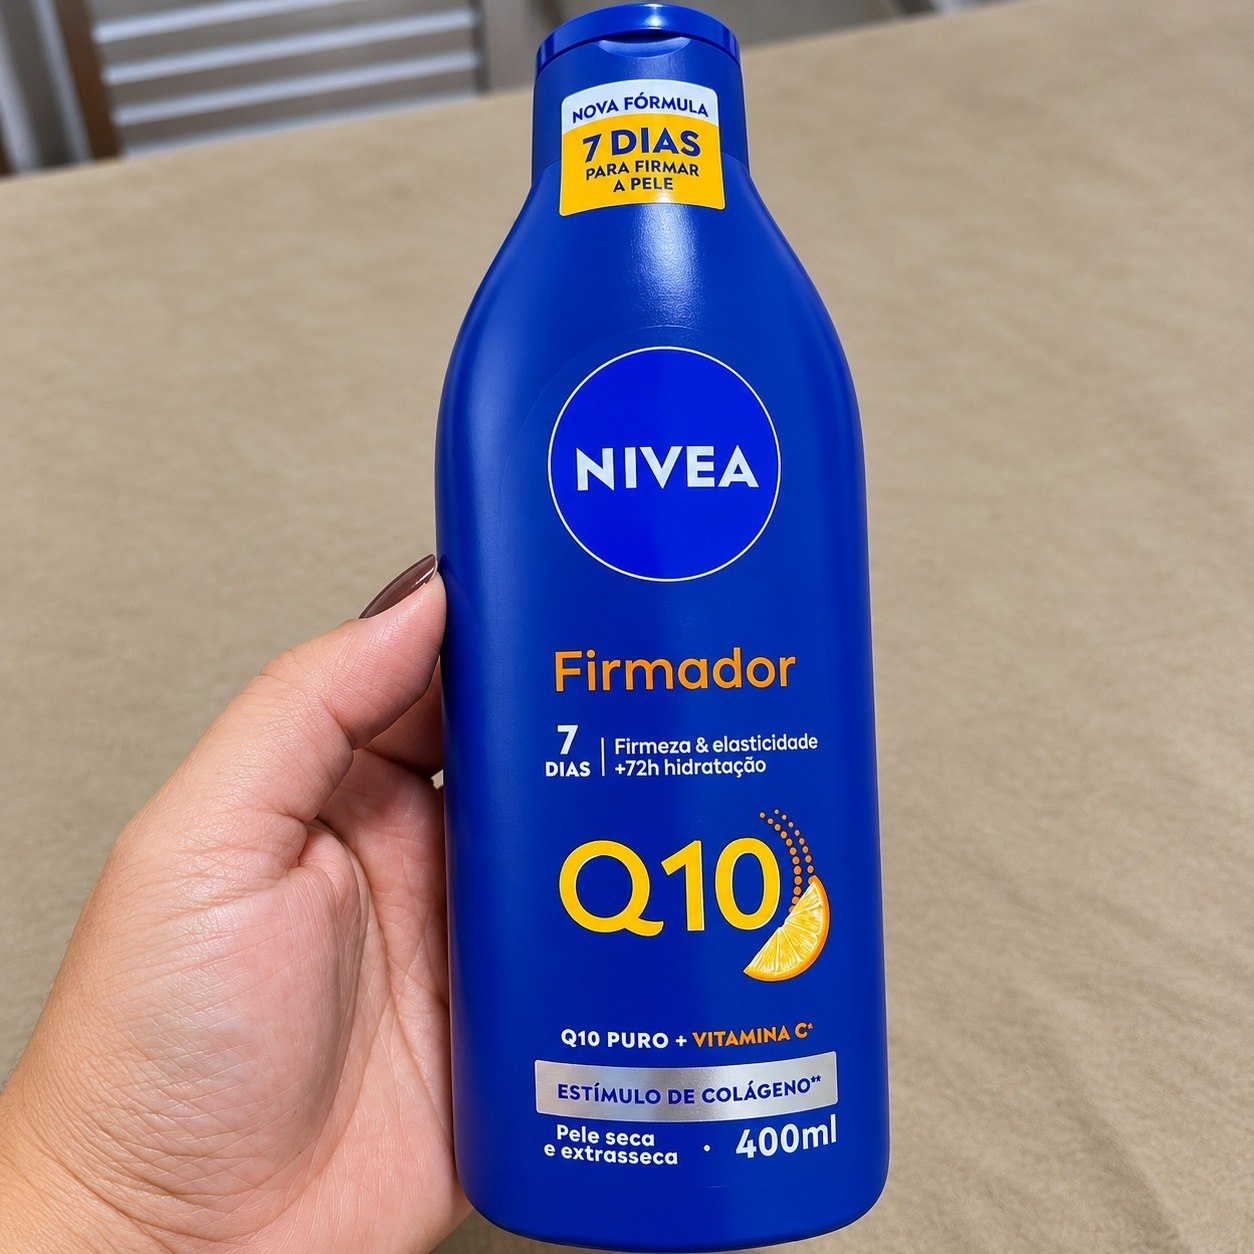 NOVA FÓRMULA
7 DIAS
PARA FIRMAR
A PELE
NIVEA
Firmador
7 DIAS
Firmeza & elasticidade
+72h hidratação
Q10
Q10 PURO + VITAMINA C*
ESTÍMULO DE COLÁGENO**
Pele seca
e extrasseca · 400ml